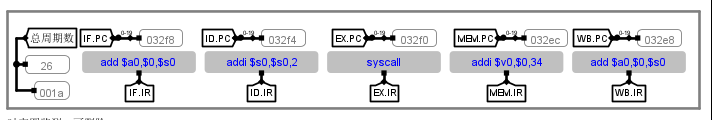 总周期数 IF.PC 0-19 032f8 ID.PC 0-19 032f4 EX.PC 0-19 032f0 MEM.PC 0-19 032ec WB.PC 0-19 032e8
26 add $a0,$0,$s0 addi $s0,$s0,2 syscall addi $v0,$0,34 add $a0,$0,$s0
001a IF.IR ID.IR EX.IR MEM.IR WB.IR